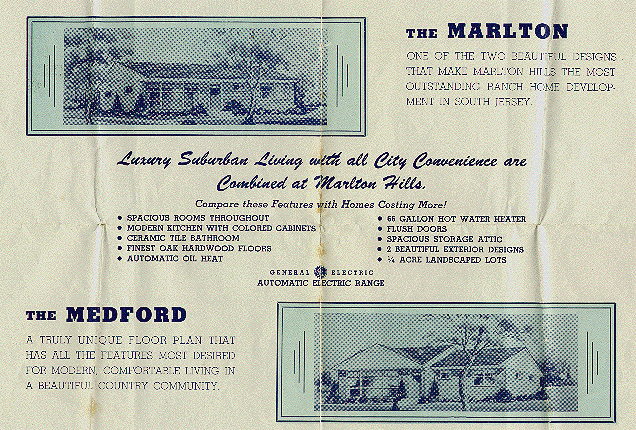 THE MARLTON
ONE OF THE TWO BEAUTIFUL DESIGNS
THAT MAKE MARLTON HILLS THE MOST
OUTSTANDING RANCH HOME DEVELOP-
MENT IN SOUTH JERSEY.
Luxury Suburban Living with all City Convenience are
Combined at Marlton Hills.
Compare these Features with Homes Costing More!
• SPACIOUS ROOMS THROUGHOUT
• MODERN KITCHEN WITH COLORED CABINETS
• CERAMIC TILE BATHROOM
• FINEST OAK HARDWOOD FLOORS
• AUTOMATIC OIL HEAT
• 66 GALLON HOT WATER HEATER
• FLUSH DOORS
• SPACIOUS STORAGE ATTIC
• 2 BEAUTIFUL EXTERIOR DESIGNS
• ¼ ACRE LANDSCAPED LOTS
GENERAL ELECTRIC
AUTOMATIC ELECTRIC RANGE
THE MEDFORD
A TRULY UNIQUE FLOOR PLAN THAT
HAS ALL THE FEATURES MOST DESIRED
FOR MODERN, COMFORTABLE LIVING IN
A BEAUTIFUL COUNTRY COMMUNITY.